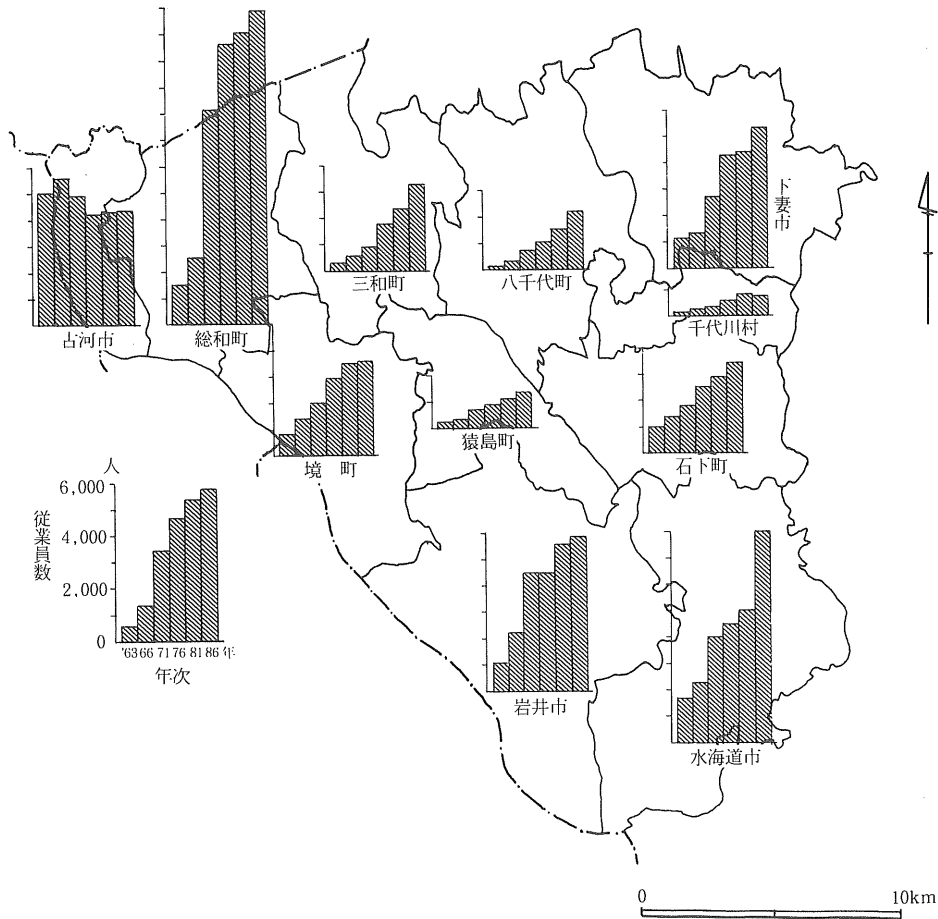 下妻市
三和町
八千代町
千代川村
古河市
総和町
猿島町
石下町
境 町
人
6,000
4,000
2,000
0
従業員数
'63 66 71 76 81 86 年
年次
岩井市
水海道市
0 10km